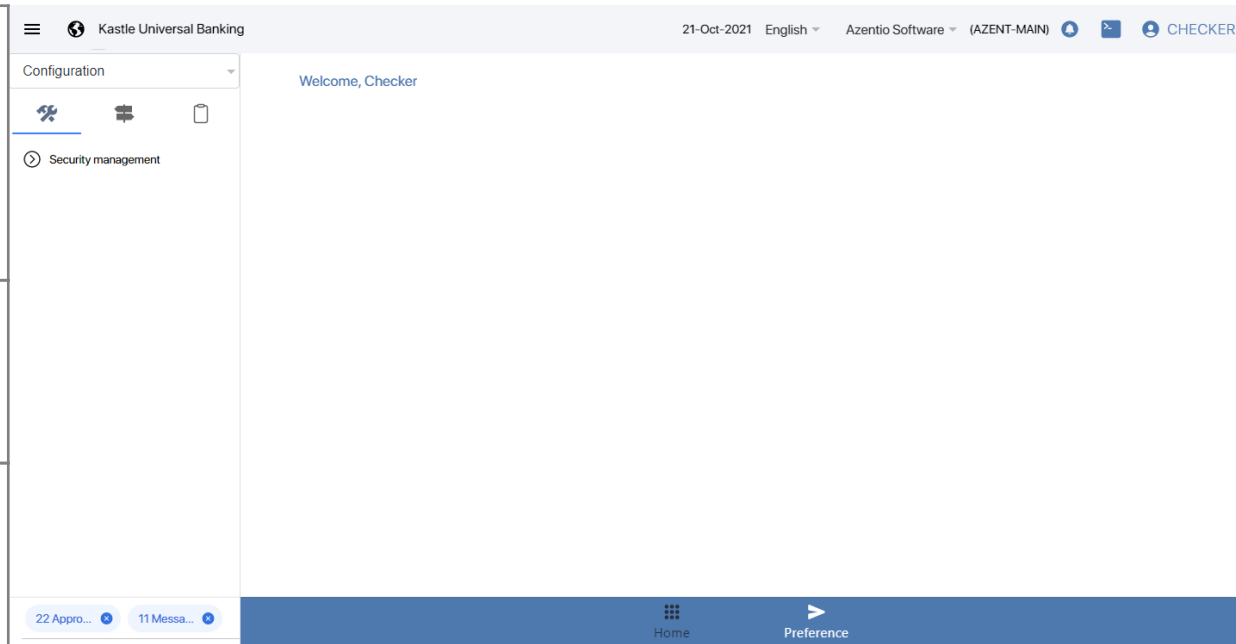 Kastle Universal Banking 21-Oct-2021 English Azentio Software (AZENT-MAIN) CHECKER
Configuration
Welcome, Checker
Security management
22 Appro... 11 Messa...
Home Preference